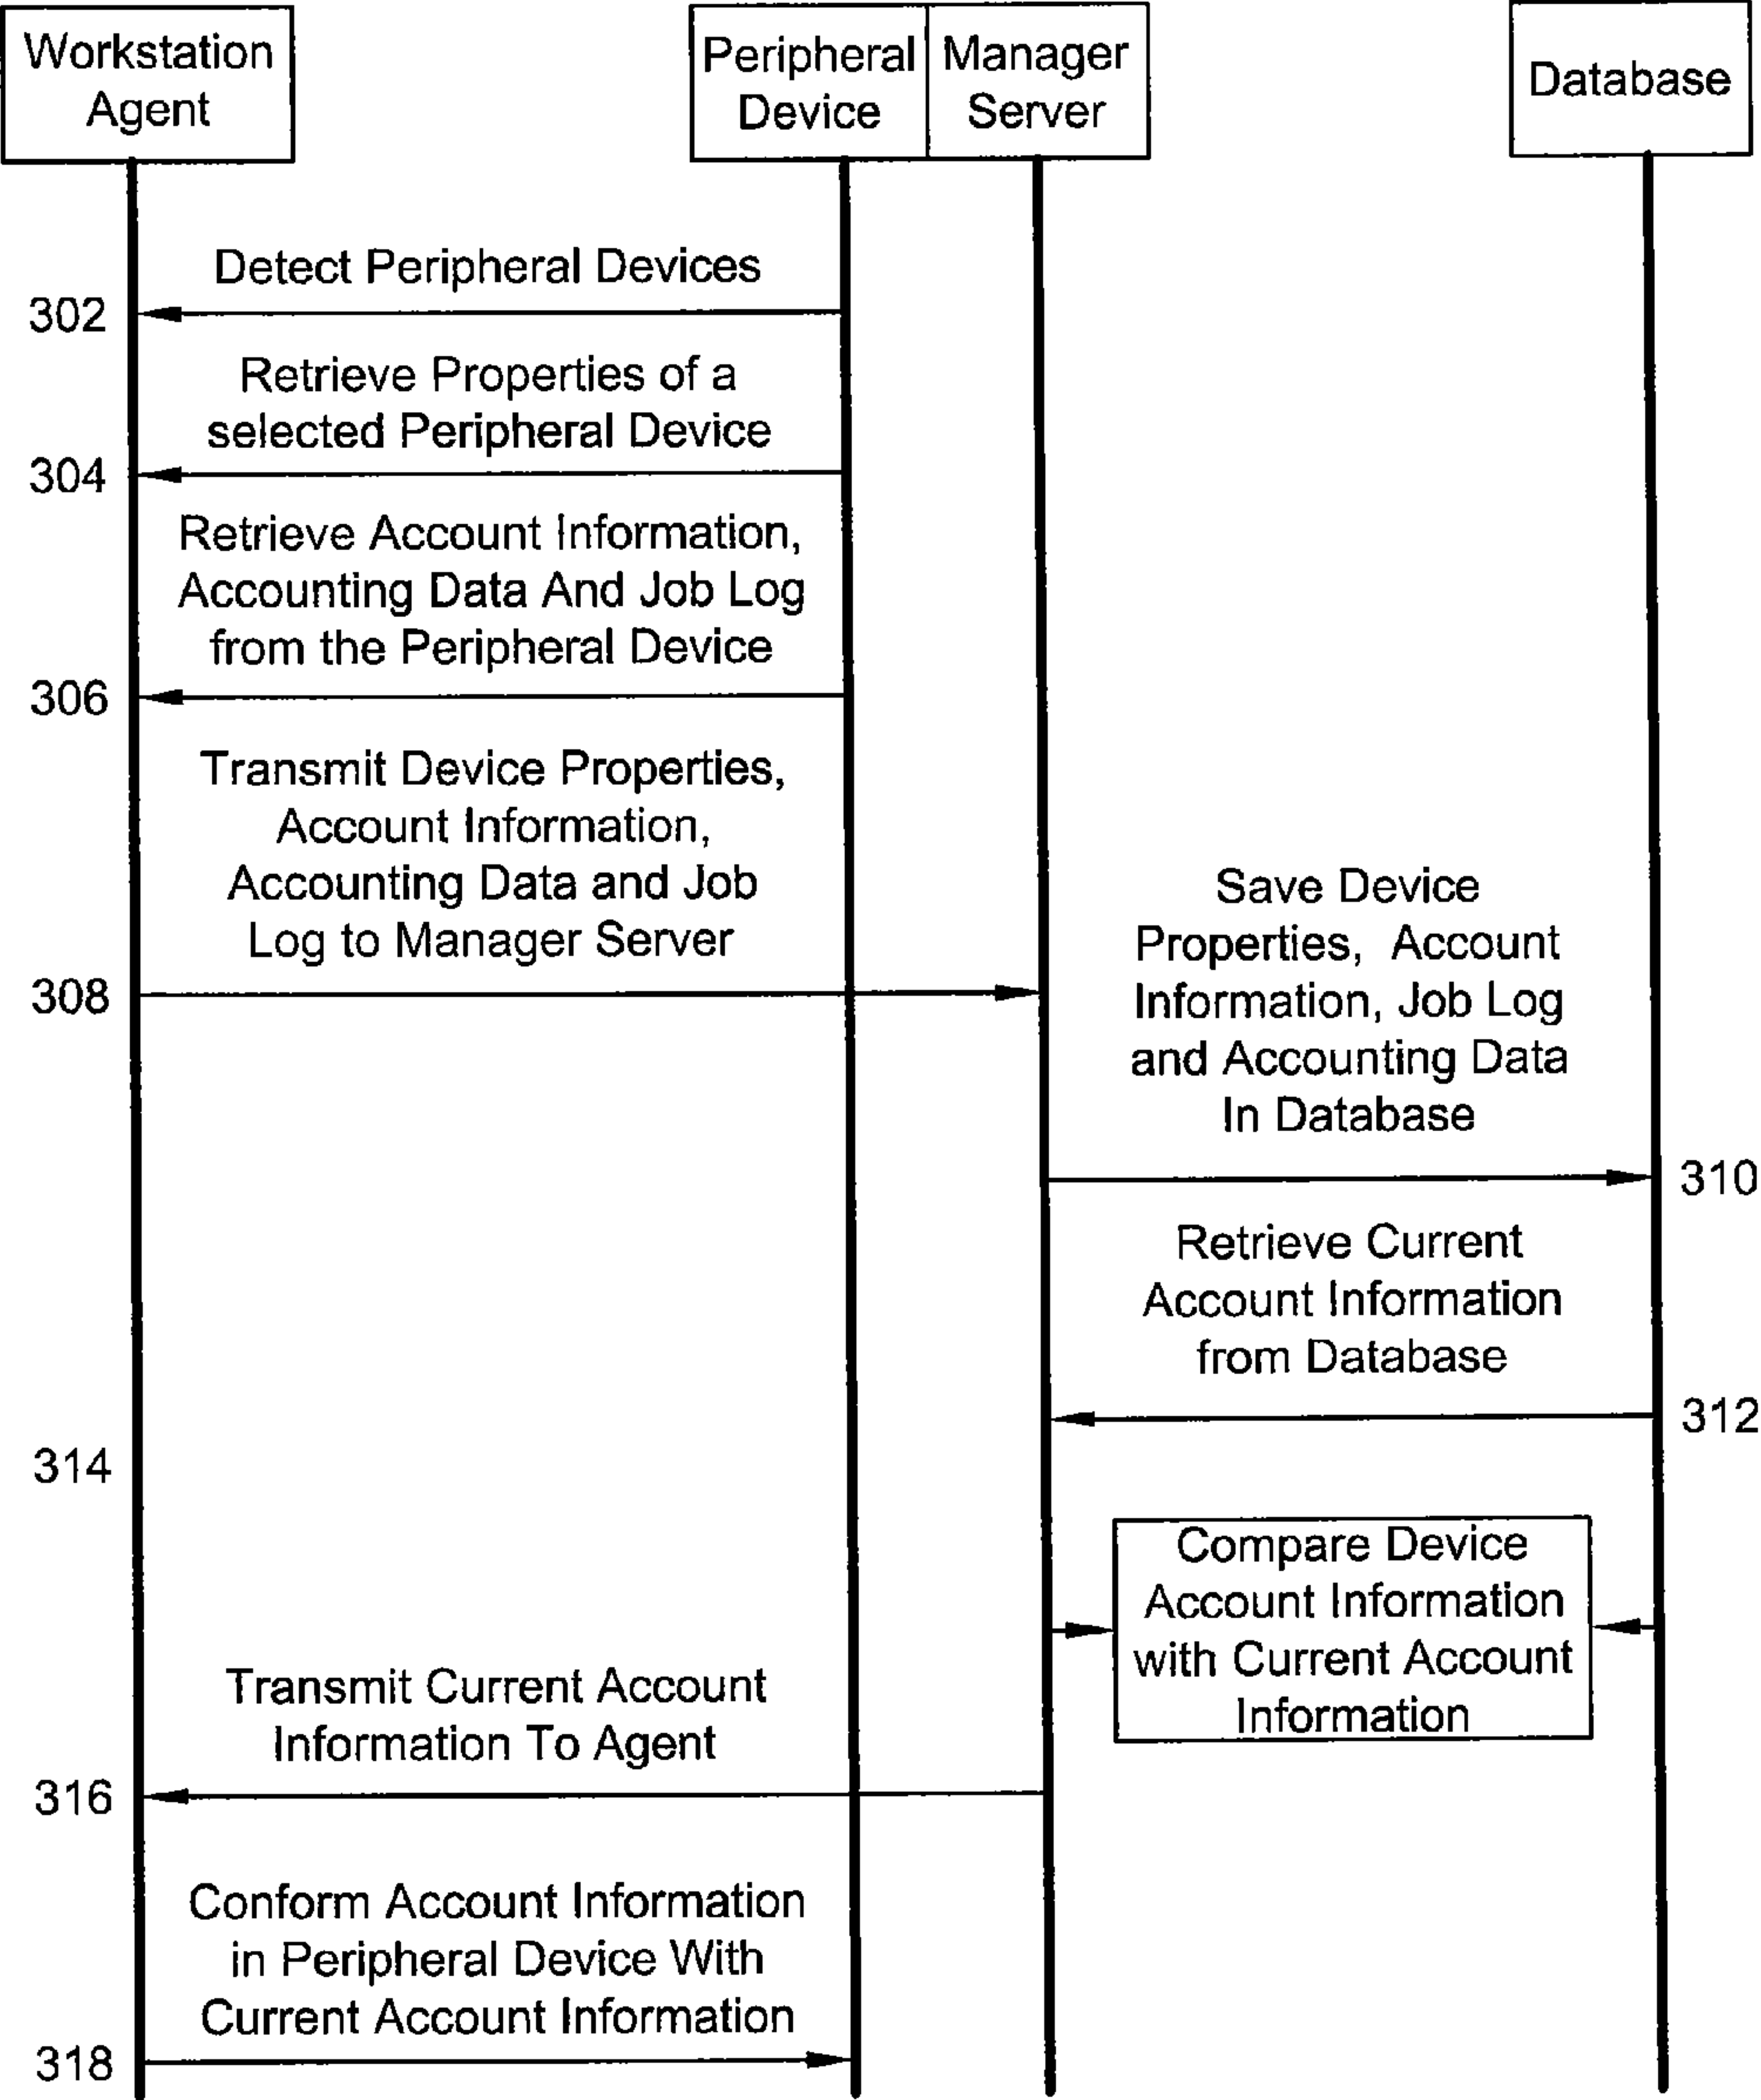 Workstation
Agent
Peripheral
Device
Manager
Server
Database
Detect Peripheral Devices
302
Retrieve Properties of a
selected Peripheral Device
304
Retrieve Account Information,
Accounting Data And Job Log
from the Peripheral Device
306
Transmit Device Properties,
Account Information,
Accounting Data and Job
Log to Manager Server
308
Save Device
Properties, Account
Information, Job Log
and Accounting Data
In Database
310
Retrieve Current
Account Information
from Database
312
314
Compare Device
Account Information
with Current Account
Information
Transmit Current Account
Information To Agent
316
Conform Account Information
in Peripheral Device With
Current Account Information
318